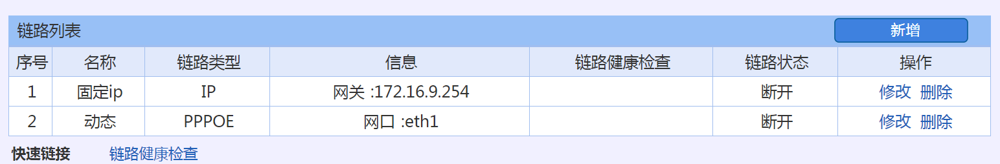 链路列表 新增
序号 名称 链路类型 信息 链路健康检查 链路状态 操作
1 固定ip IP 网关 :172.16.9.254 断开 修改 删除
2 动态 PPPOE 网口 :eth1 断开 修改 删除
快速链接 链路健康检查